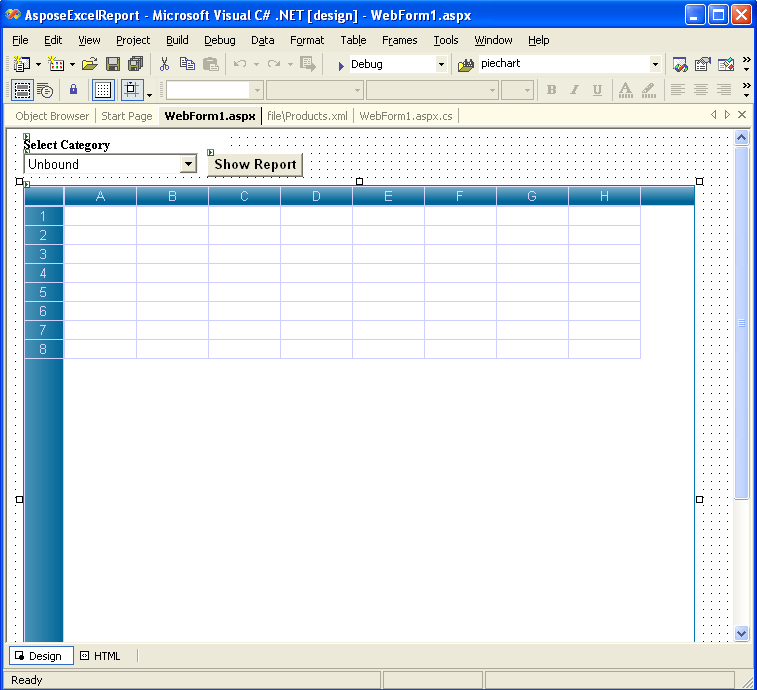 AsposeExcelReport - Microsoft Visual C# .NET [design] - WebForm1.aspx
File Edit View Project Build Debug Data Format Table Frames Tools Window Help
Debug piechart
B I U A
Object Browser Start Page WebForm1.aspx file\Products.xml WebForm1.aspx.cs
Select Category
Unbound Show Report
A B C D E F G H
1
2
3
4
5
6
7
8
Design HTML
Ready